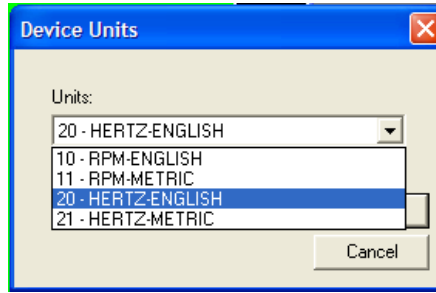 Device Units
Units:
20 - HERTZ-ENGLISH
10 - RPM-ENGLISH
11 - RPM-METRIC
20 - HERTZ-ENGLISH
21 - HERTZ-METRIC
Cancel